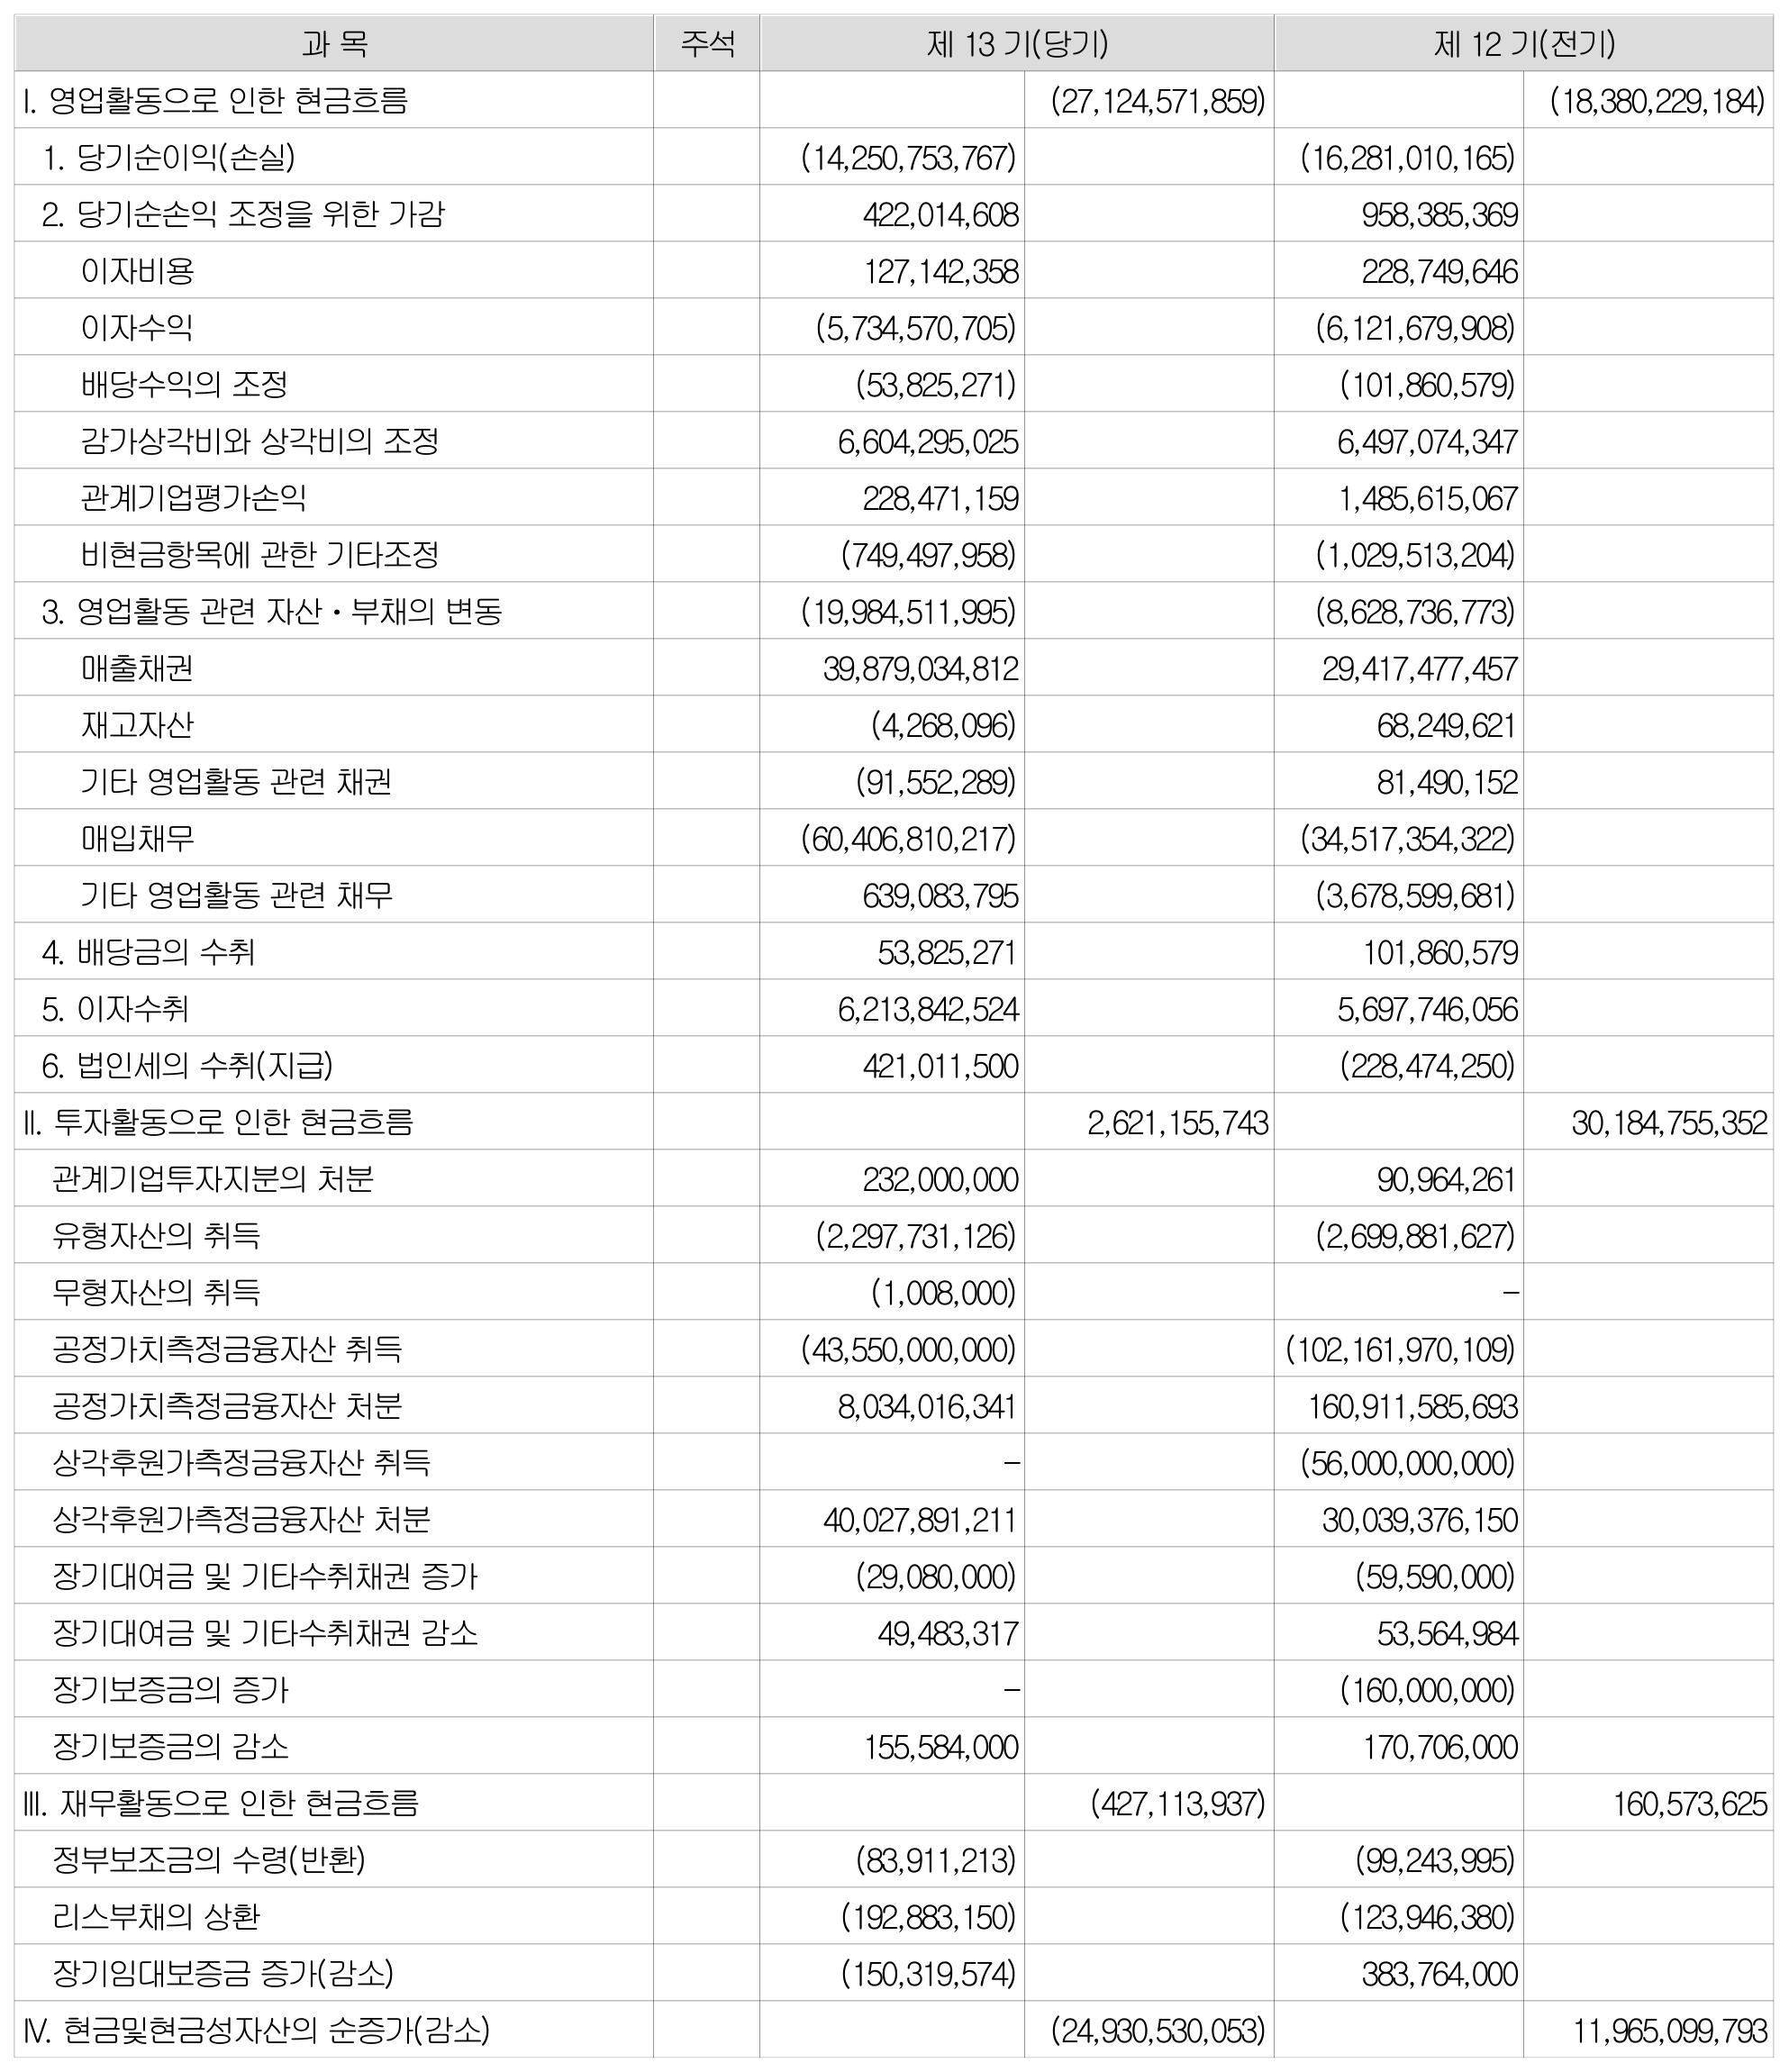 과 목 주석 제 13 기(당기) 제 12 기(전기)
Ⅰ. 영업활동으로 인한 현금흐름 (27,124,571,859) (18,380,229,184)
1. 당기순이익(손실) (14,250,753,767) (16,281,010,165)
2. 당기순손익 조정을 위한 가감 422,014,608 958,385,369
이자비용 127,142,358 228,749,646
이자수익 (5,734,570,705) (6,121,679,908)
배당수익의 조정 (53,825,271) (101,860,579)
감가상각비와 상각비의 조정 6,604,295,025 6,497,074,347
관계기업평가손익 228,471,159 1,485,615,067
비현금항목에 관한 기타조정 (749,497,958) (1,029,513,204)
3. 영업활동 관련 자산·부채의 변동 (19,984,511,995) (8,628,736,773)
매출채권 39,879,034,812 29,417,477,457
재고자산 (4,268,096) 68,249,621
기타 영업활동 관련 채권 (91,552,289) 81,490,152
매입채무 (60,406,810,217) (34,517,354,322)
기타 영업활동 관련 채무 639,083,795 (3,678,599,681)
4. 배당금의 수취 53,825,271 101,860,579
5. 이자수취 6,213,842,524 5,697,746,056
6. 법인세의 수취(지급) 421,011,500 (228,474,250)
Ⅱ. 투자활동으로 인한 현금흐름 2,621,155,743 30,184,755,352
관계기업투자지분의 처분 232,000,000 90,964,261
유형자산의 취득 (2,297,731,126) (2,699,881,627)
무형자산의 취득 (1,008,000) -
공정가치측정금융자산 취득 (43,550,000,000) (102,161,970,109)
공정가치측정금융자산 처분 8,034,016,341 160,911,585,693
상각후원가측정금융자산 취득 - (56,000,000,000)
상각후원가측정금융자산 처분 40,027,891,211 30,039,376,150
장기대여금 및 기타수취채권 증가 (29,080,000) (59,590,000)
장기대여금 및 기타수취채권 감소 49,483,317 53,564,984
장기보증금의 증가 - (160,000,000)
장기보증금의 감소 155,584,000 170,706,000
Ⅲ. 재무활동으로 인한 현금흐름 (427,113,937) 160,573,625
정부보조금의 수령(반환) (83,911,213) (99,243,995)
리스부채의 상환 (192,883,150) (123,946,380)
장기임대보증금 증가(감소) (150,319,574) 383,764,000
Ⅳ. 현금및현금성자산의 순증가(감소) (24,930,530,053) 11,965,099,793